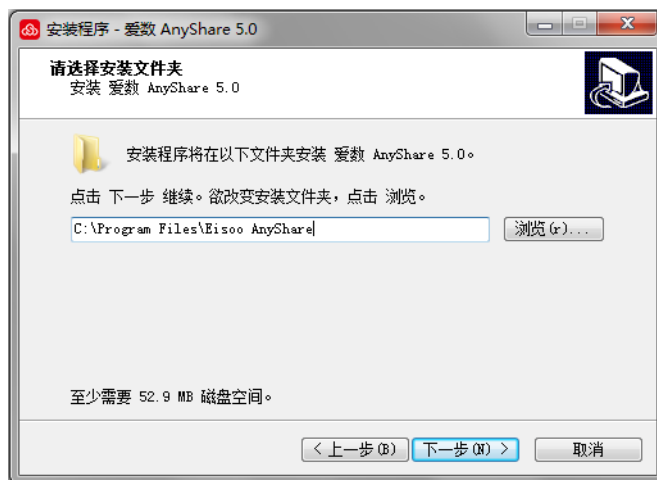 安装程序 - 爱数 AnyShare 5.0
请选择安装文件夹
安装 爱数 AnyShare 5.0
安装程序将在以下文件夹安装 爱数 AnyShare 5.0。
点击 下一步 继续。欲改变安装文件夹，点击 浏览。
C:\Program Files\Eisoo AnyShare
浏览(r)...
至少需要 52.9 MB 磁盘空间。
< 上一步(B) 下一步(N) > 取消